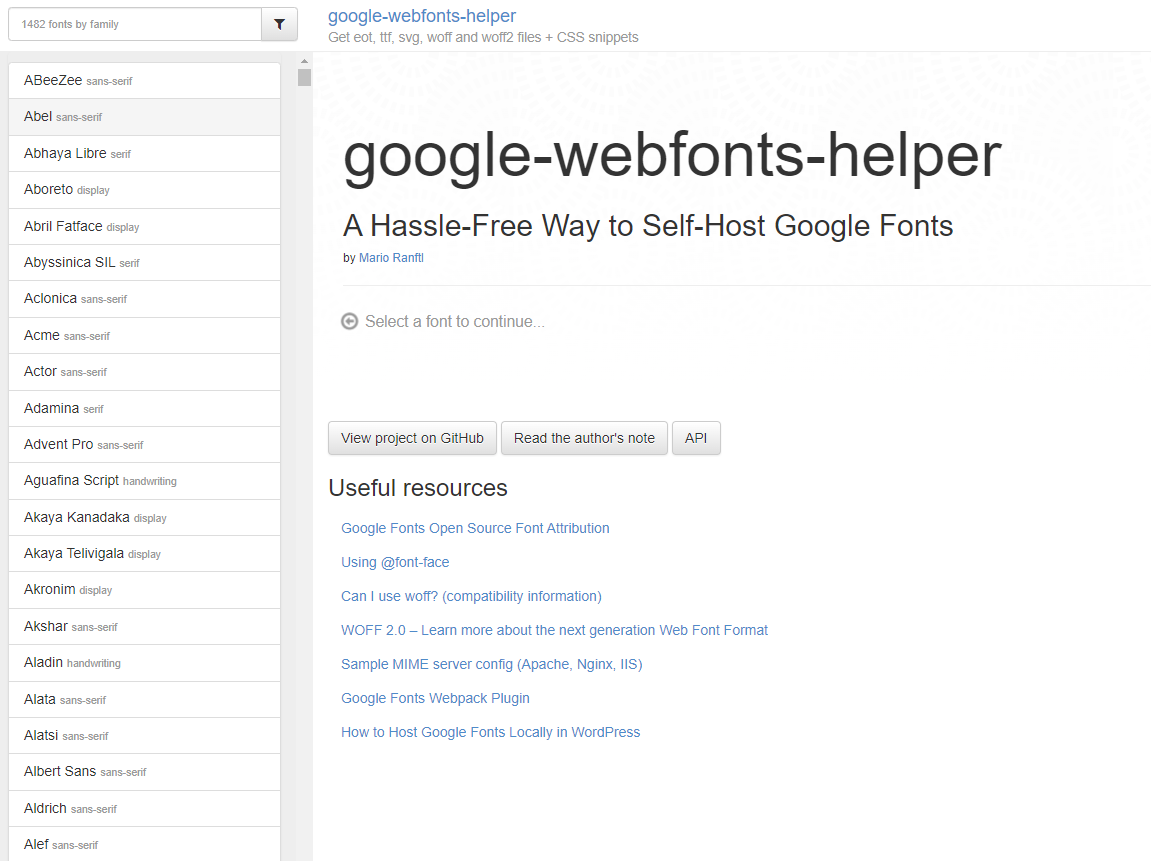 1482 fonts by family
google-webfonts-helper
Get eot, ttf, svg, woff and woff2 files + CSS snippets
ABeeZee sans-serif
Abel sans-serif
Abhaya Libre serif
Aboreto display
Abril Fatface display
Abyssinica SIL serif
Aclonica sans-serif
Acme sans-serif
Actor sans-serif
Adamina serif
Advent Pro sans-serif
Aguafina Script handwriting
Akaya Kanadaka display
Akaya Telivigala display
Akronim display
Akshar sans-serif
Aladin handwriting
Alata sans-serif
Alatsi sans-serif
Albert Sans sans-serif
Aldrich sans-serif
Alef sans-serif
google-webfonts-helper
A Hassle-Free Way to Self-Host Google Fonts
by Mario Ranftl
Select a font to continue...
View project on GitHub Read the author's note API
Useful resources
Google Fonts Open Source Font Attribution
Using @font-face
Can I use woff? (compatibility information)
WOFF 2.0 – Learn more about the next generation Web Font Format
Sample MIME server config (Apache, Nginx, IIS)
Google Fonts Webpack Plugin
How to Host Google Fonts Locally in WordPress